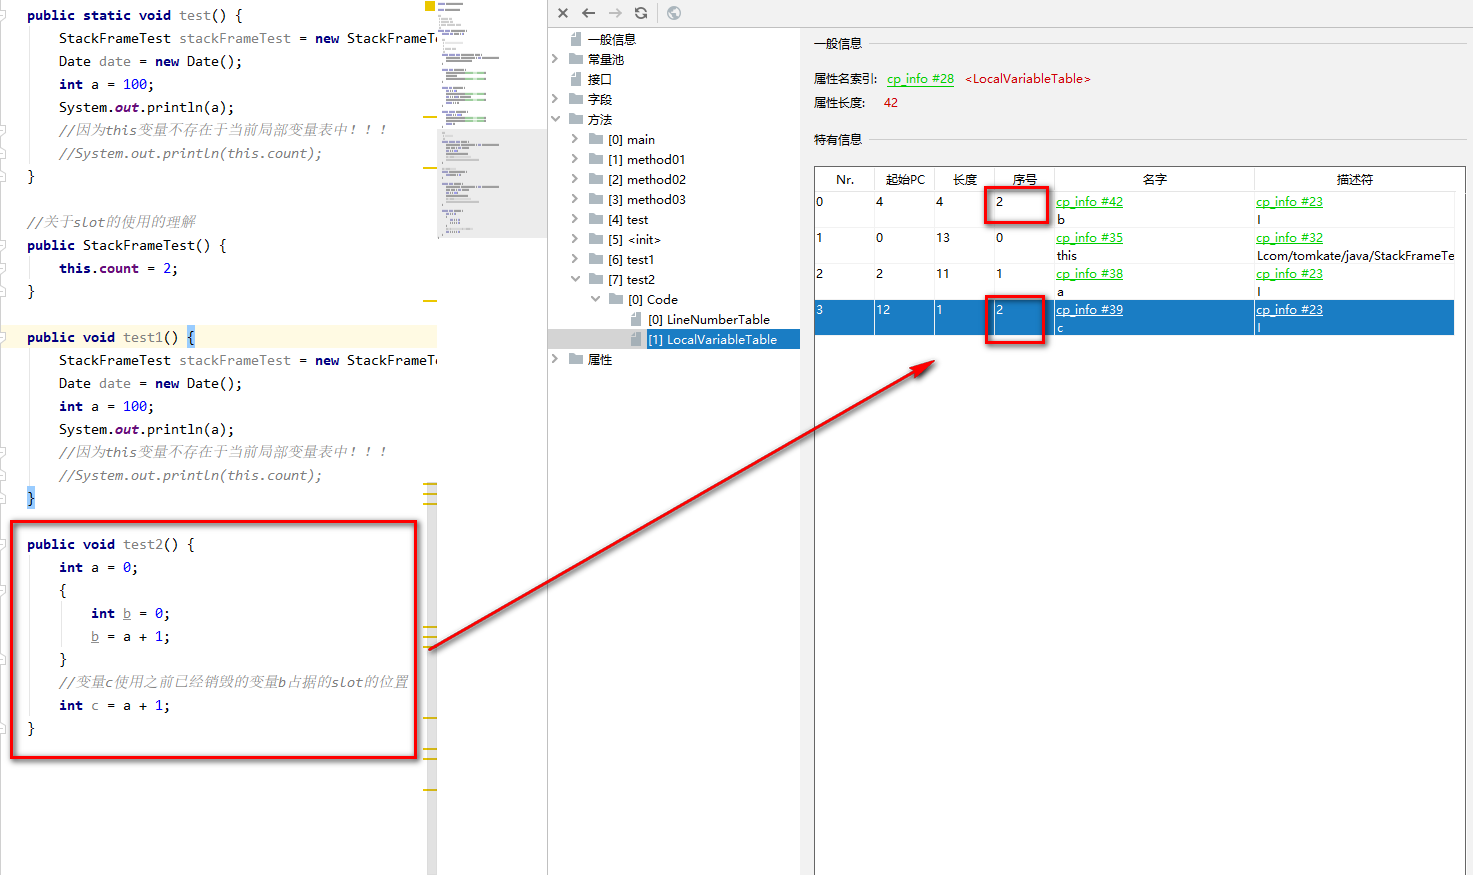 public static void test() {
StackFrameTest stackFrameTest = new StackFrameTe
Date date = new Date();
int a = 100;
System.out.println(a);
//因为this变量不存在于当前局部变量表中！！！
//System.out.println(this.count);
}
//关于slot的使用的理解
public StackFrameTest() {
this.count = 2;
}
public void test1() {
StackFrameTest stackFrameTest = new StackFrameTe
Date date = new Date();
int a = 100;
System.out.println(a);
//因为this变量不存在于当前局部变量表中！！！
//System.out.println(this.count);
}
public void test2() {
int a = 0;
{
int b = 0;
b = a + 1;
}
//变量c使用之前已经销毁的变量b占据的slot的位置
int c = a + 1;
}
一般信息
常量池
接口
字段
方法
[0] main
[1] method01
[2] method02
[3] method03
[4] test
[5] <init>
[6] test1
[7] test2
[0] Code
[0] LineNumberTable
[1] LocalVariableTable
属性
一般信息
属性名索引: cp_info #28 <LocalVariableTable>
属性长度: 42
特有信息
Nr. 起始PC 长度 序号 名字 描述符
0 4 4 2 cp_info #42 cp_info #23
b I
1 0 13 0 cp_info #35 cp_info #32
this Lcom/tomkate/java/StackFrameTe
2 2 11 1 cp_info #38 cp_info #23
a I
3 12 1 2 cp_info #39 cp_info #23
c I